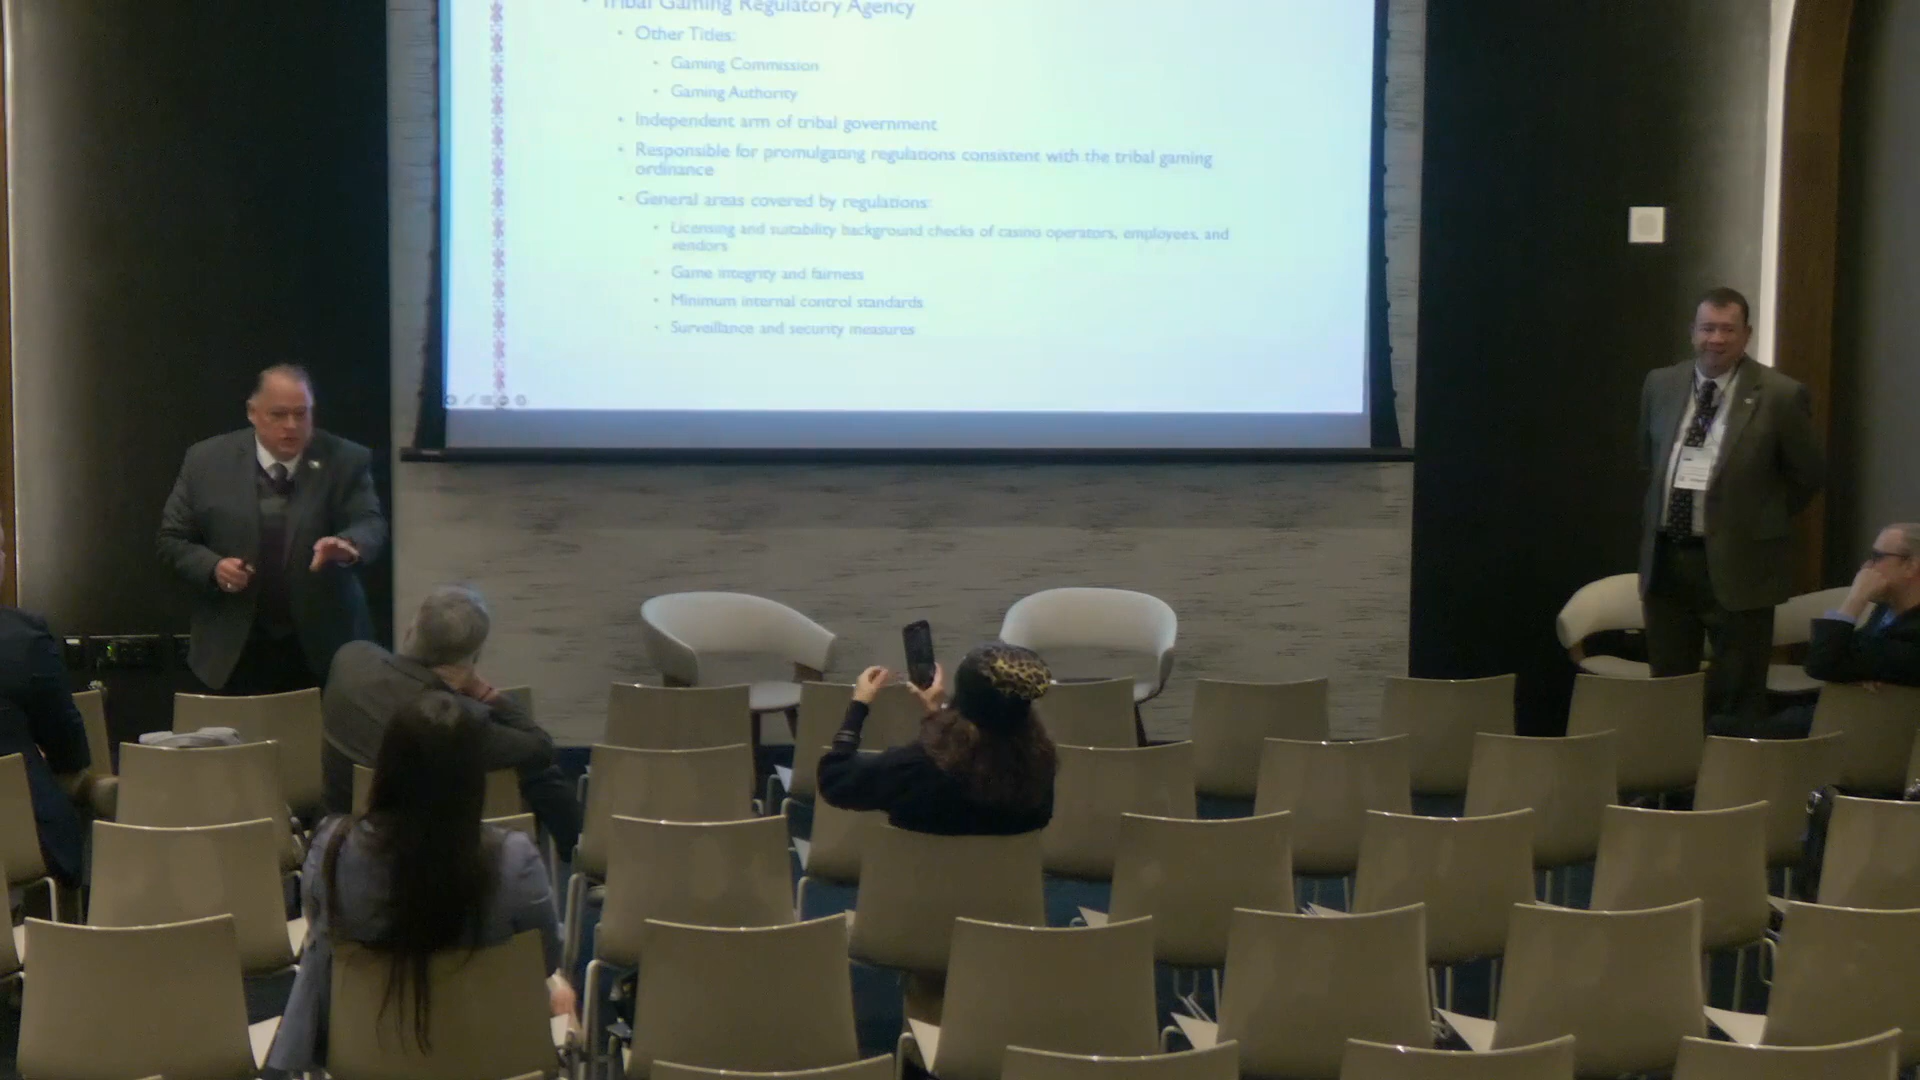 Tribal Gaming Regulatory Agency
• Other Titles:
• Gaming Commission
• Gaming Authority
• Independent arm of tribal government
• Responsible for promulgating regulations consistent with the tribal gaming
ordinance
• General areas covered by regulations:
• Licensing and suitability background checks of casino operators, employees, and
vendors
• Game integrity and fairness
• Minimum internal control standards
• Surveillance and security measures